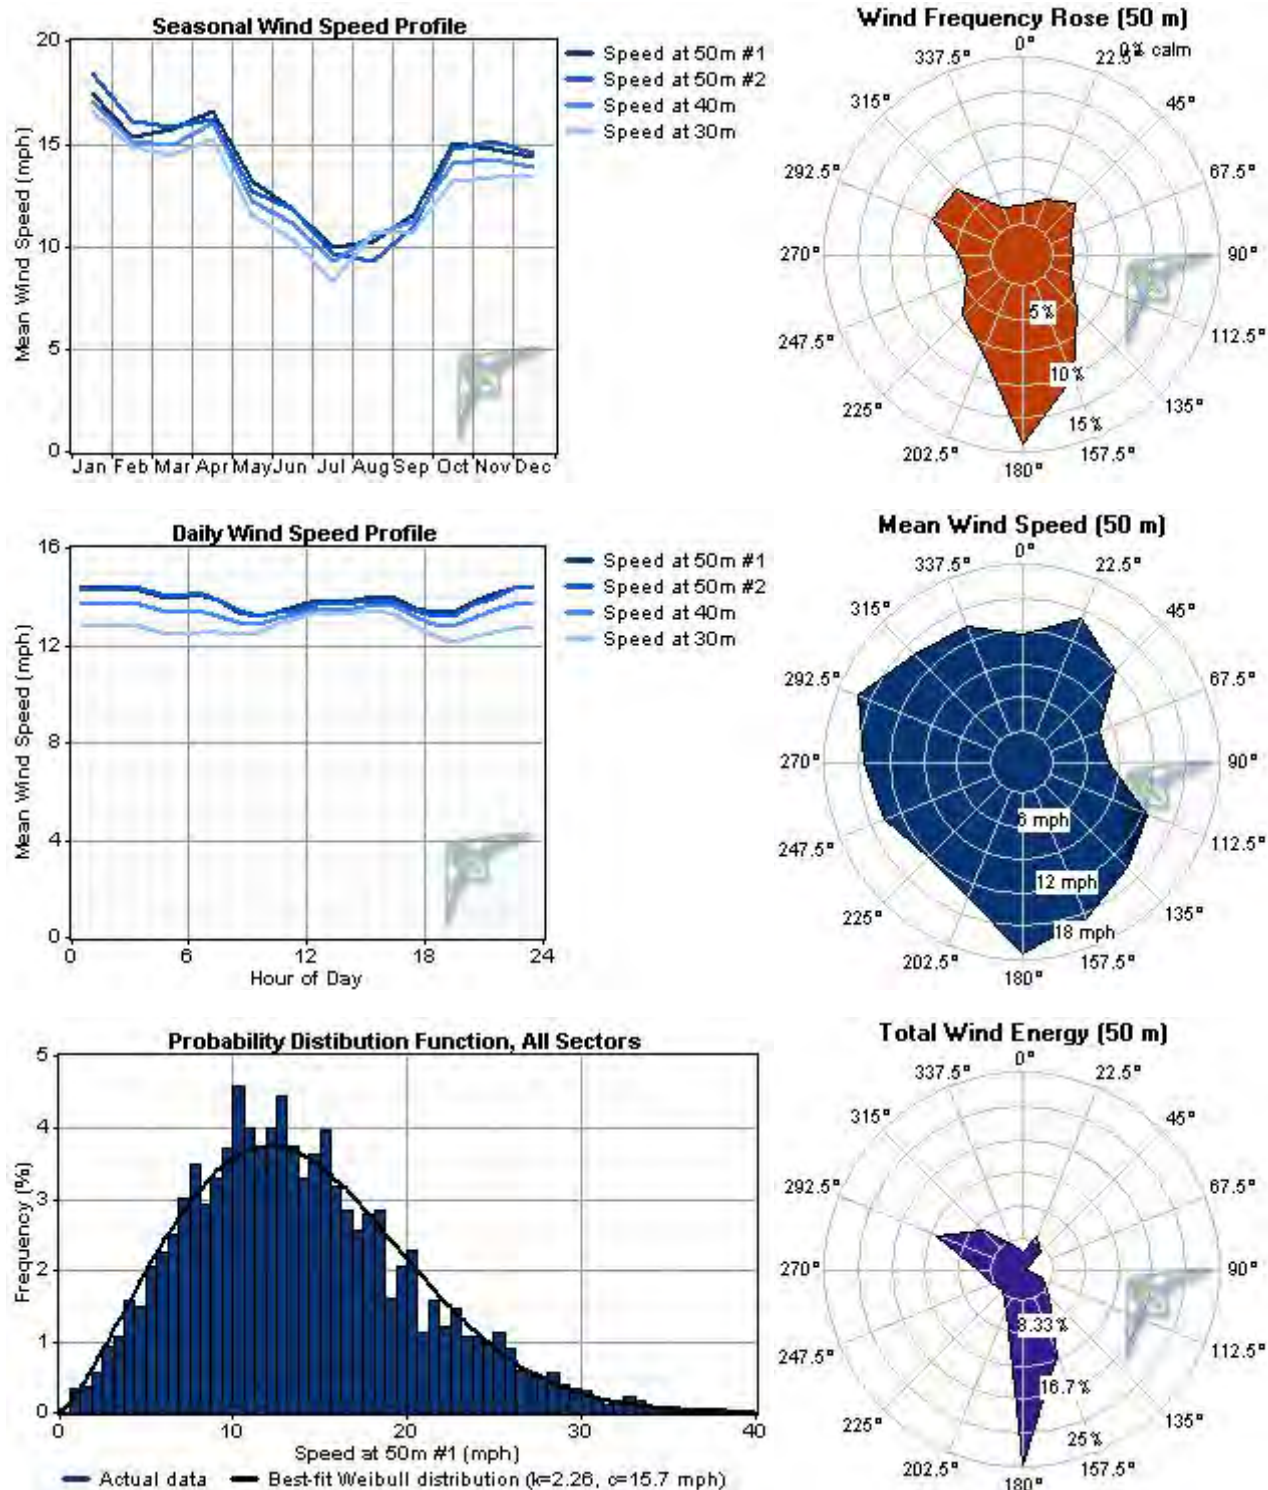 Seasonal Wind Speed Profile
20
15
10
5
0
Mean Wind Speed (mph)
Jan Feb Mar Apr May Jun Jul Aug Sep Oct Nov Dec
Speed at 50m #1
Speed at 50m #2
Speed at 40m
Speed at 30m
Wind Frequency Rose (50 m)
0°
22.5°
0% calm
45°
67.5°
90°
112.5°
135°
157.5°
180°
202.5°
225°
247.5°
270°
292.5°
315°
337.5°
5%
10%
15%
Daily Wind Speed Profile
16
12
8
4
0
Mean Wind Speed (mph)
0 6 12 18 24
Hour of Day
Speed at 50m #1
Speed at 50m #2
Speed at 40m
Speed at 30m
Mean Wind Speed (50 m)
0°
22.5°
45°
67.5°
90°
112.5°
135°
157.5°
180°
202.5°
225°
247.5°
270°
292.5°
315°
337.5°
6 mph
12 mph
18 mph
Probability Distibution Function, All Sectors
5
4
3
2
1
0
Frequency (%)
0 10 20 30 40
Speed at 50m #1 (mph)
Actual data
Best-fit Weibull distribution (k=2.26, c=15.7 mph)
Total Wind Energy (50 m)
0°
22.5°
45°
67.5°
90°
112.5°
135°
157.5°
180°
202.5°
225°
247.5°
270°
292.5°
315°
337.5°
8.33%
16.7%
25%